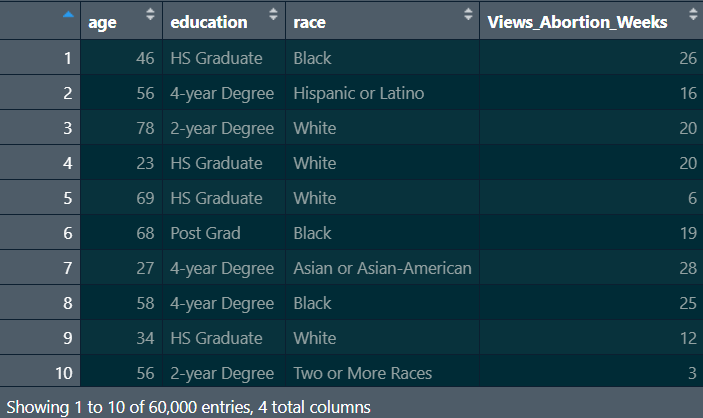 age education race Views_Abortion_Weeks
1 46 HS Graduate Black 26
2 56 4-year Degree Hispanic or Latino 16
3 78 2-year Degree White 20
4 23 HS Graduate White 20
5 69 HS Graduate White 6
6 68 Post Grad Black 19
7 27 4-year Degree Asian or Asian-American 28
8 58 4-year Degree Black 25
9 34 HS Graduate White 12
10 56 2-year Degree Two or More Races 3
Showing 1 to 10 of 60,000 entries, 4 total columns